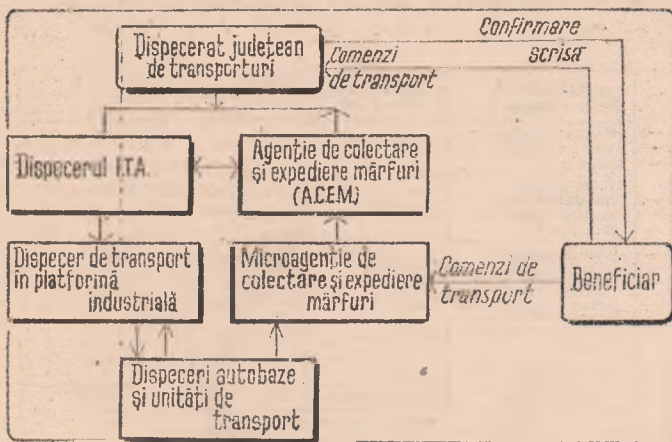 Dispecerat județean
de transporturi
Confirmare
scrisă
Comenzi
de transport
Dispecerul I.T.A.
Agenție de colectare
și expediere mărfuri
(A.C.E.M.)
Dispecer de transport
în platformă
industrială
Microagenție de
colectare și expediere
mărfuri
Comenzi de
transport
Beneficiar
Dispeceri autobaze
și unități de
transport